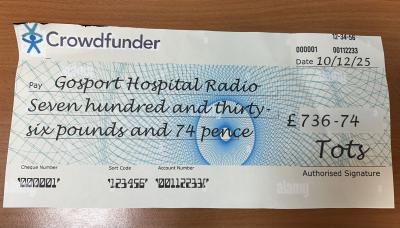 12-34-56
Crowdfunder
000001 00112233
Date 10/12/25
Pay Gosport Hospital Radio
Seven hundred and thirty-
six pounds and 74 pence
£ 736-74
Tots
Cheque Number Sort Code Account Number Authorised Signature
"000001" "123456" "00112233"
alamy